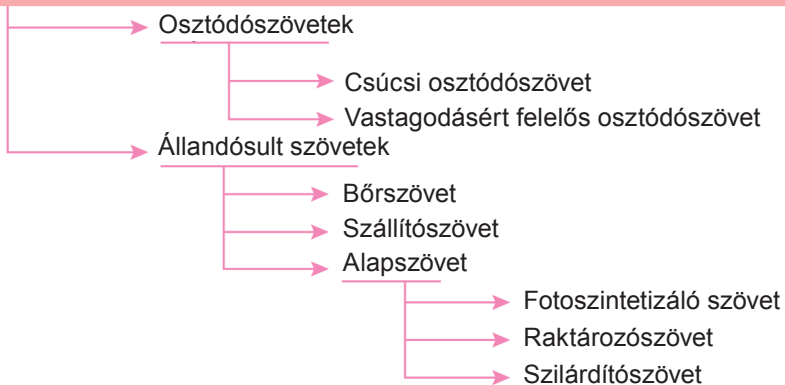 Osztódószövetek
Csúcsi osztódószövet
Vastagodásért felelős osztódószövet
Állandósult szövetek
Bőrszövet
Szállítószövet
Alapszövet
Fotoszintetizáló szövet
Raktározószövet
Szilárdítószövet